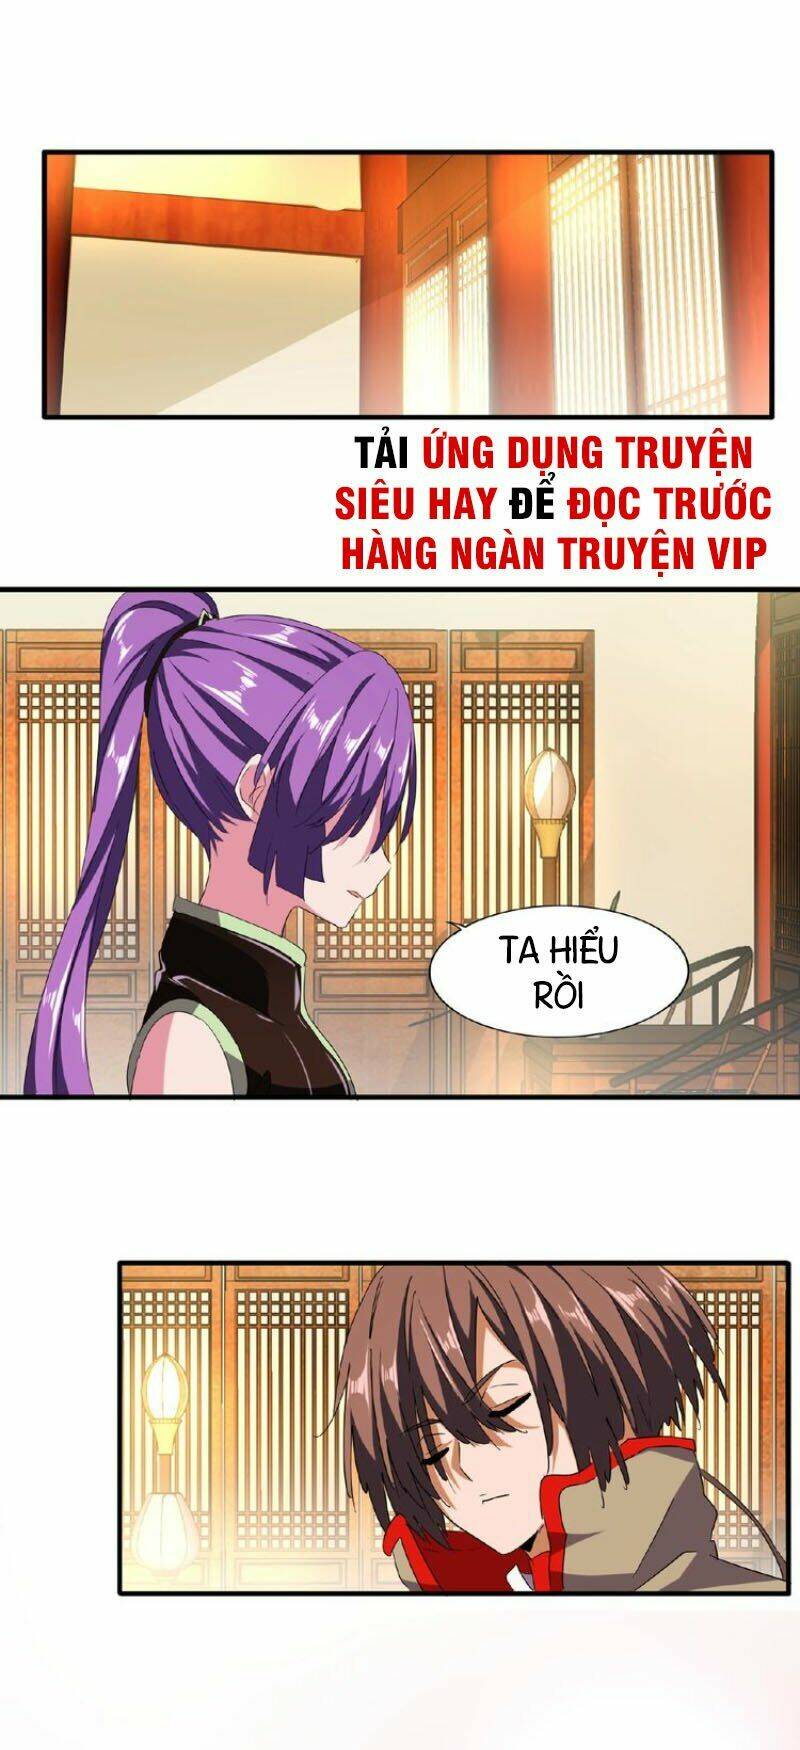 TẢI ỨNG DỤNG TRUYỆN
SIÊU HAY ĐỂ ĐỌC TRƯỚC
HÀNG NGÀN TRUYỆN VIP
TA HIỂU
RỒI